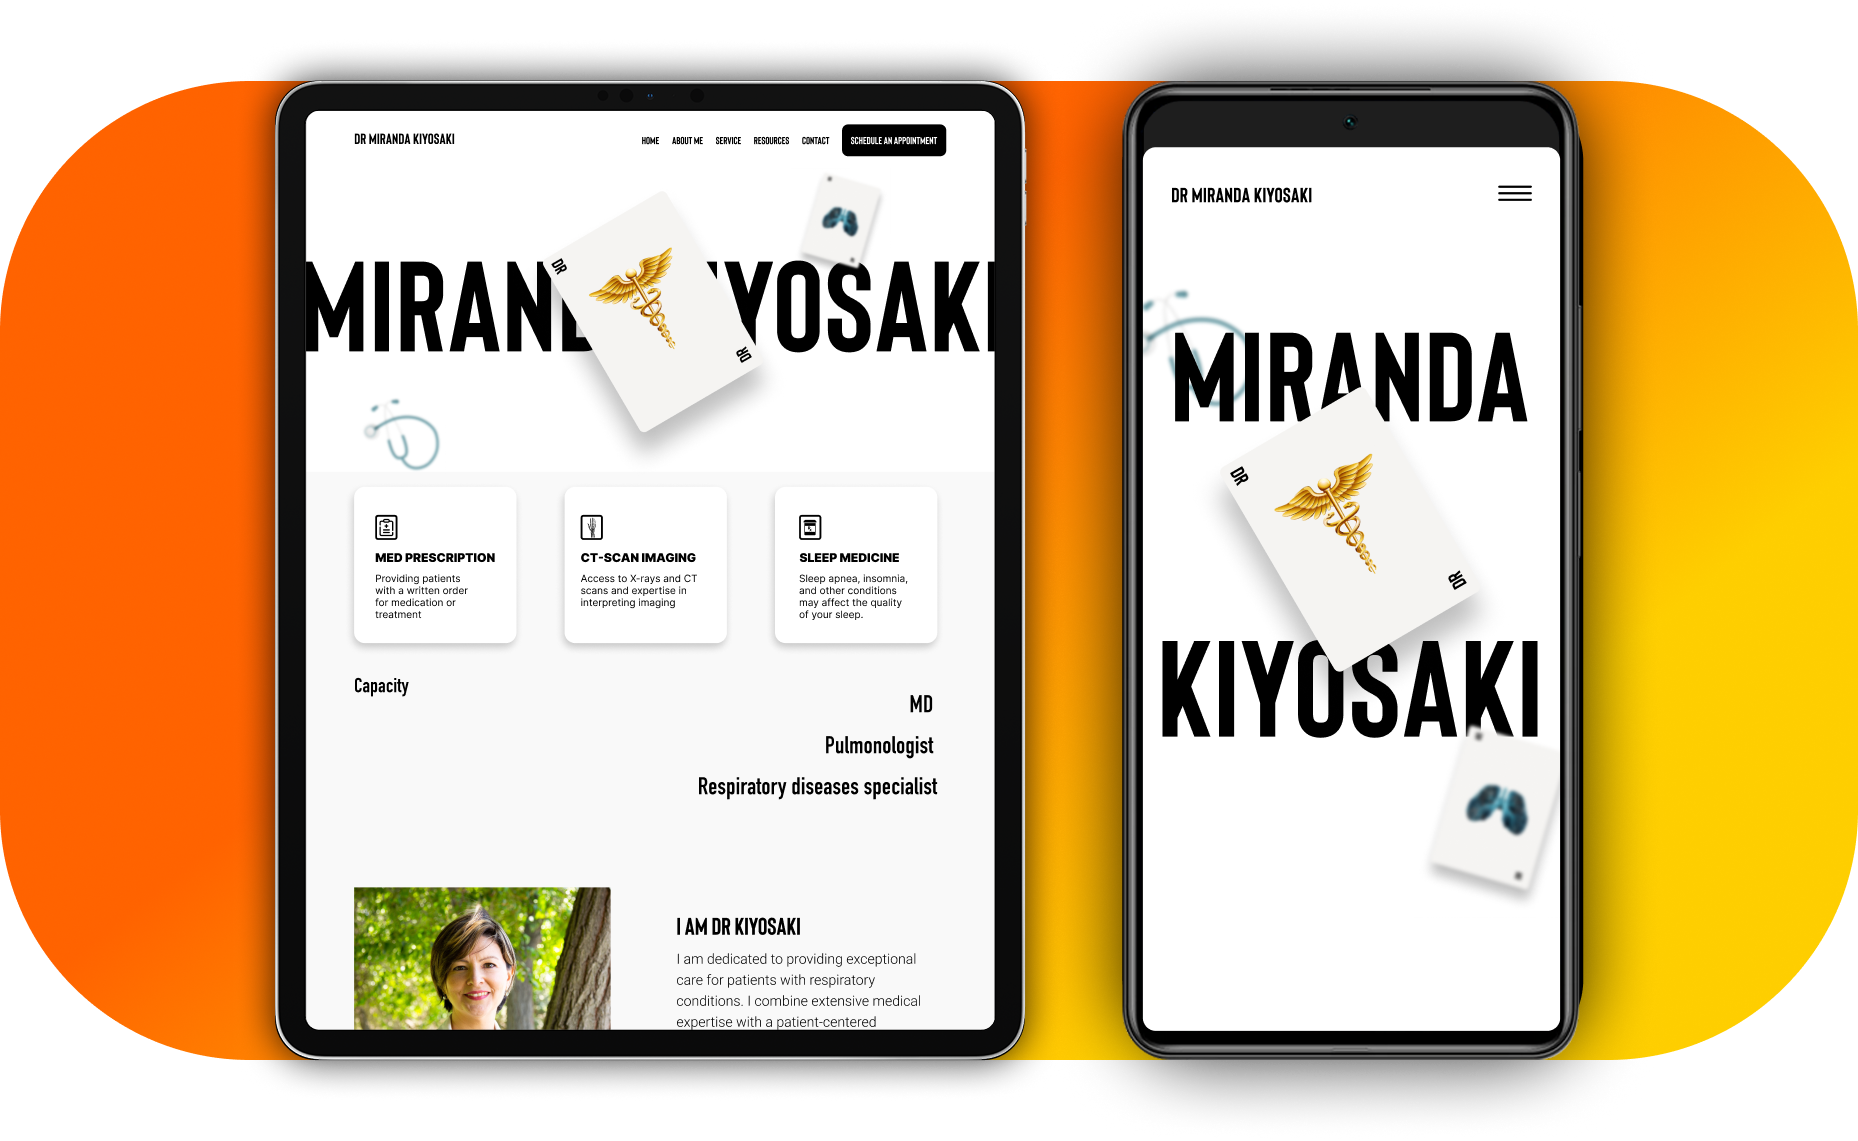 DR MIRANDA KIYOSAKI
HOME ABOUT ME SERVICE RESOURCES CONTACT SCHEDULE AN APPOINTMENT
MIRANDA KIYOSAKI
DR
DR
MED PRESCRIPTION
Providing patients
with a written order
for medication or
treatment
CT-SCAN IMAGING
Access to X-rays and CT
scans and expertise in
interpreting imaging
SLEEP MEDICINE
Sleep apnea, insomnia,
and other conditions
may affect the quality
of your sleep.
Capacity
MD
Pulmonologist
Respiratory diseases specialist
I AM DR KIYOSAKI
I am dedicated to providing exceptional
care for patients with respiratory
conditions. I combine extensive medical
expertise with a patient-centered
DR MIRANDA KIYOSAKI
MIRANDA
DR
DR
KIYOSAKI